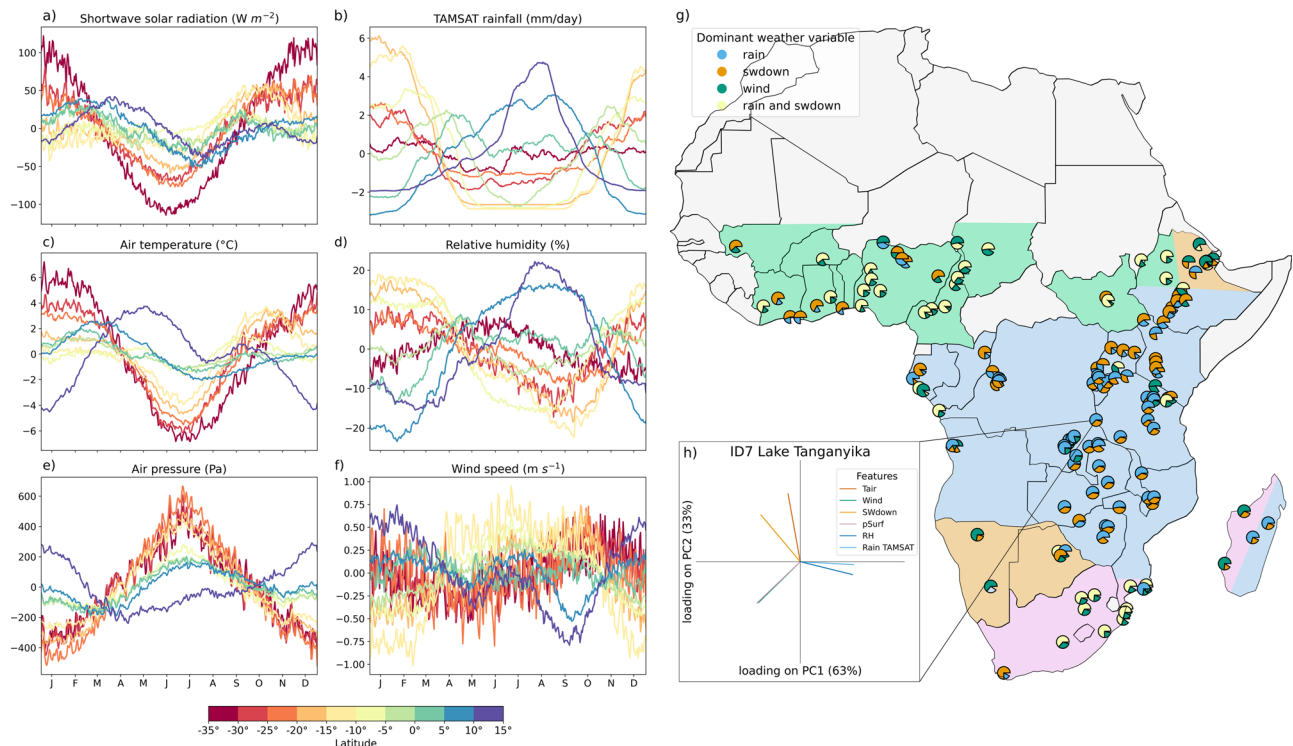 a) Shortwave solar radiation (W m⁻²)
100
50
0
−50
−100
b) TAMSAT rainfall (mm/day)
6
4
2
0
−2
c) Air temperature (°C)
6
4
2
0
−2
−4
−6
d) Relative humidity (%)
20
10
0
−10
−20
e) Air pressure (Pa)
600
400
200
0
−200
−400
J F M A M J J A S O N D
f) Wind speed (m s⁻¹)
1.00
0.75
0.50
0.25
0.00
−0.25
−0.50
−0.75
−1.00
J F M A M J J A S O N D
-35° -30° -25° -20° -15° -10° -5° 0° 5° 10° 15°
Latitude
g)
Dominant weather variable
rain
swdown
wind
rain and swdown
h) ID7 Lake Tanganyika
Features
Tair
Wind
SWdown
pSurf
RH
Rain TAMSAT
loading on PC2 (33%)
loading on PC1 (63%)